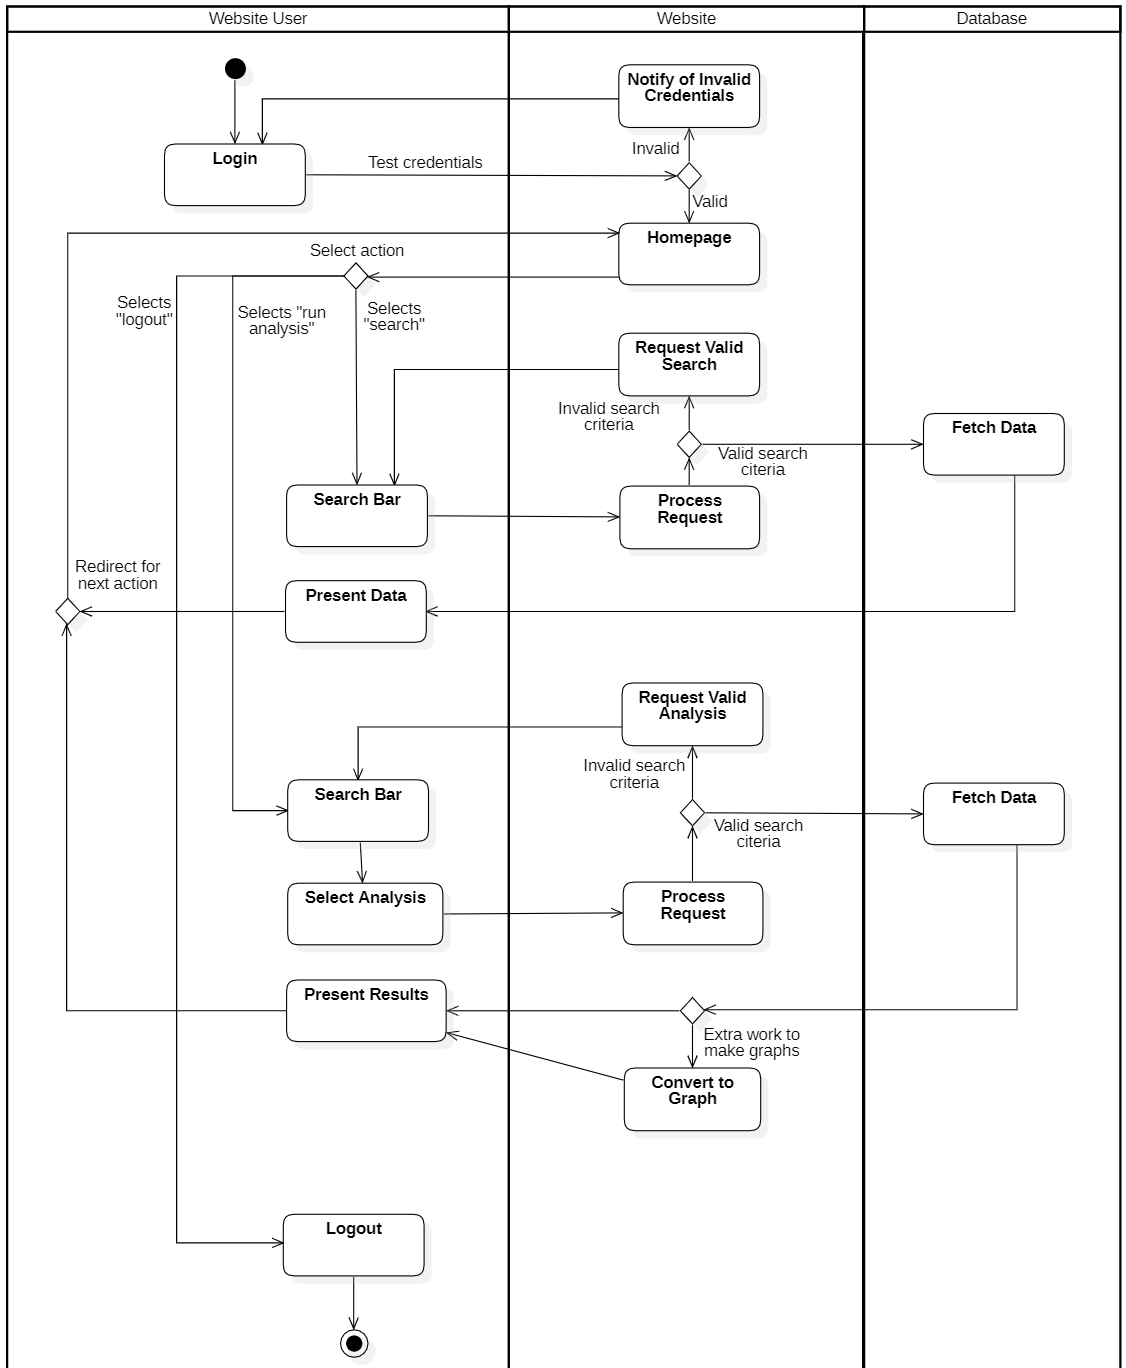 Website User
Website
Database
Notify of Invalid
Credentials
Login
Test credentials
Invalid
Valid
Homepage
Select action
Selects
"logout"
Selects "run
analysis"
Selects
"search"
Request Valid
Search
Invalid search
criteria
Valid search
citeria
Fetch Data
Search Bar
Process
Request
Redirect for
next action
Present Data
Request Valid
Analysis
Invalid search
criteria
Search Bar
Valid search
citeria
Fetch Data
Select Analysis
Process
Request
Present Results
Extra work to
make graphs
Convert to
Graph
Logout